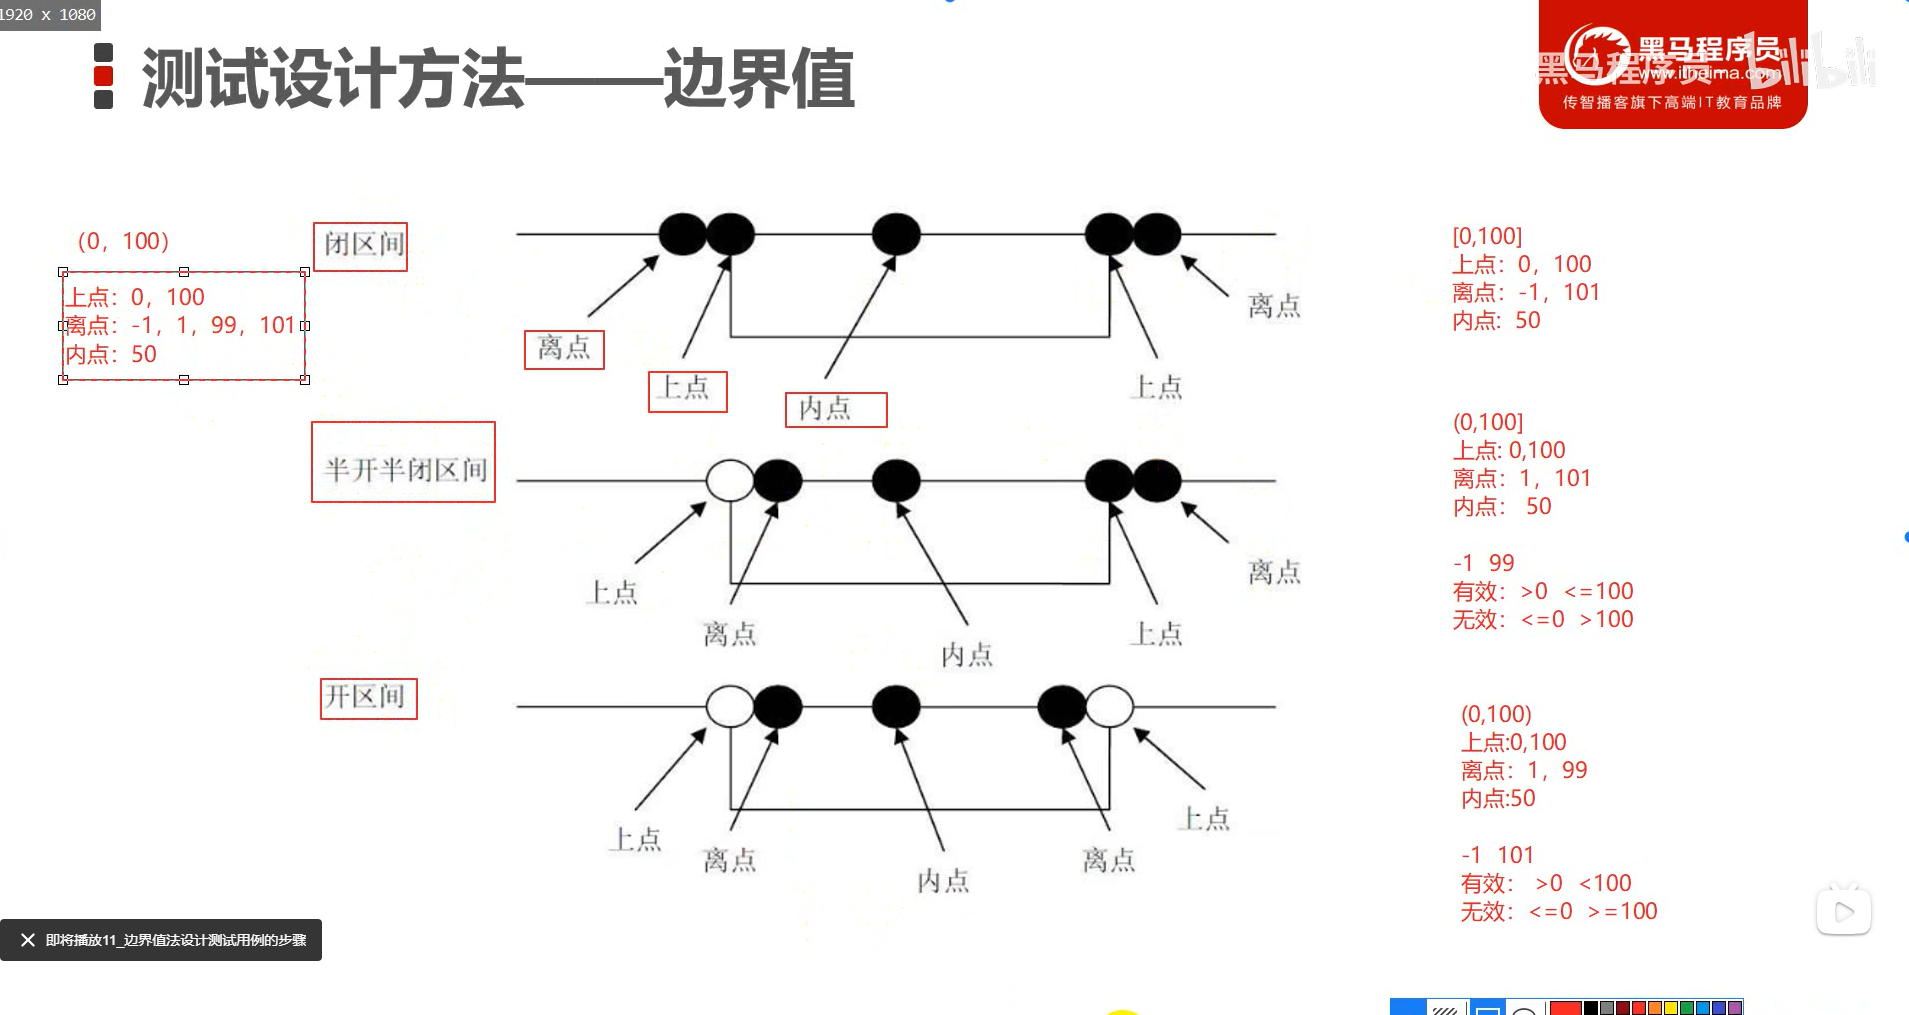 1920 x 1080
测试设计方法——边界值
黑马程序员
www.itheima.com
传智播客旗下高端IT教育品牌
黑马程序员 bilibili
(0，100)
上点：0，100
离点：-1，1，99，101
内点：50
闭区间
离点
上点
内点
上点
离点
[0,100]
上点：0，100
离点：-1，101
内点: 50
半开半闭区间
上点
离点
内点
上点
离点
(0,100]
上点: 0,100
离点：1，101
内点： 50
-1 99
有效：>0 <=100
无效：<=0 >100
开区间
上点
离点
内点
离点
上点
(0,100)
上点:0,100
离点：1，99
内点:50
-1 101
有效： >0 <100
无效：<=0 >=100
即将播放11_边界值法设计测试用例的步骤